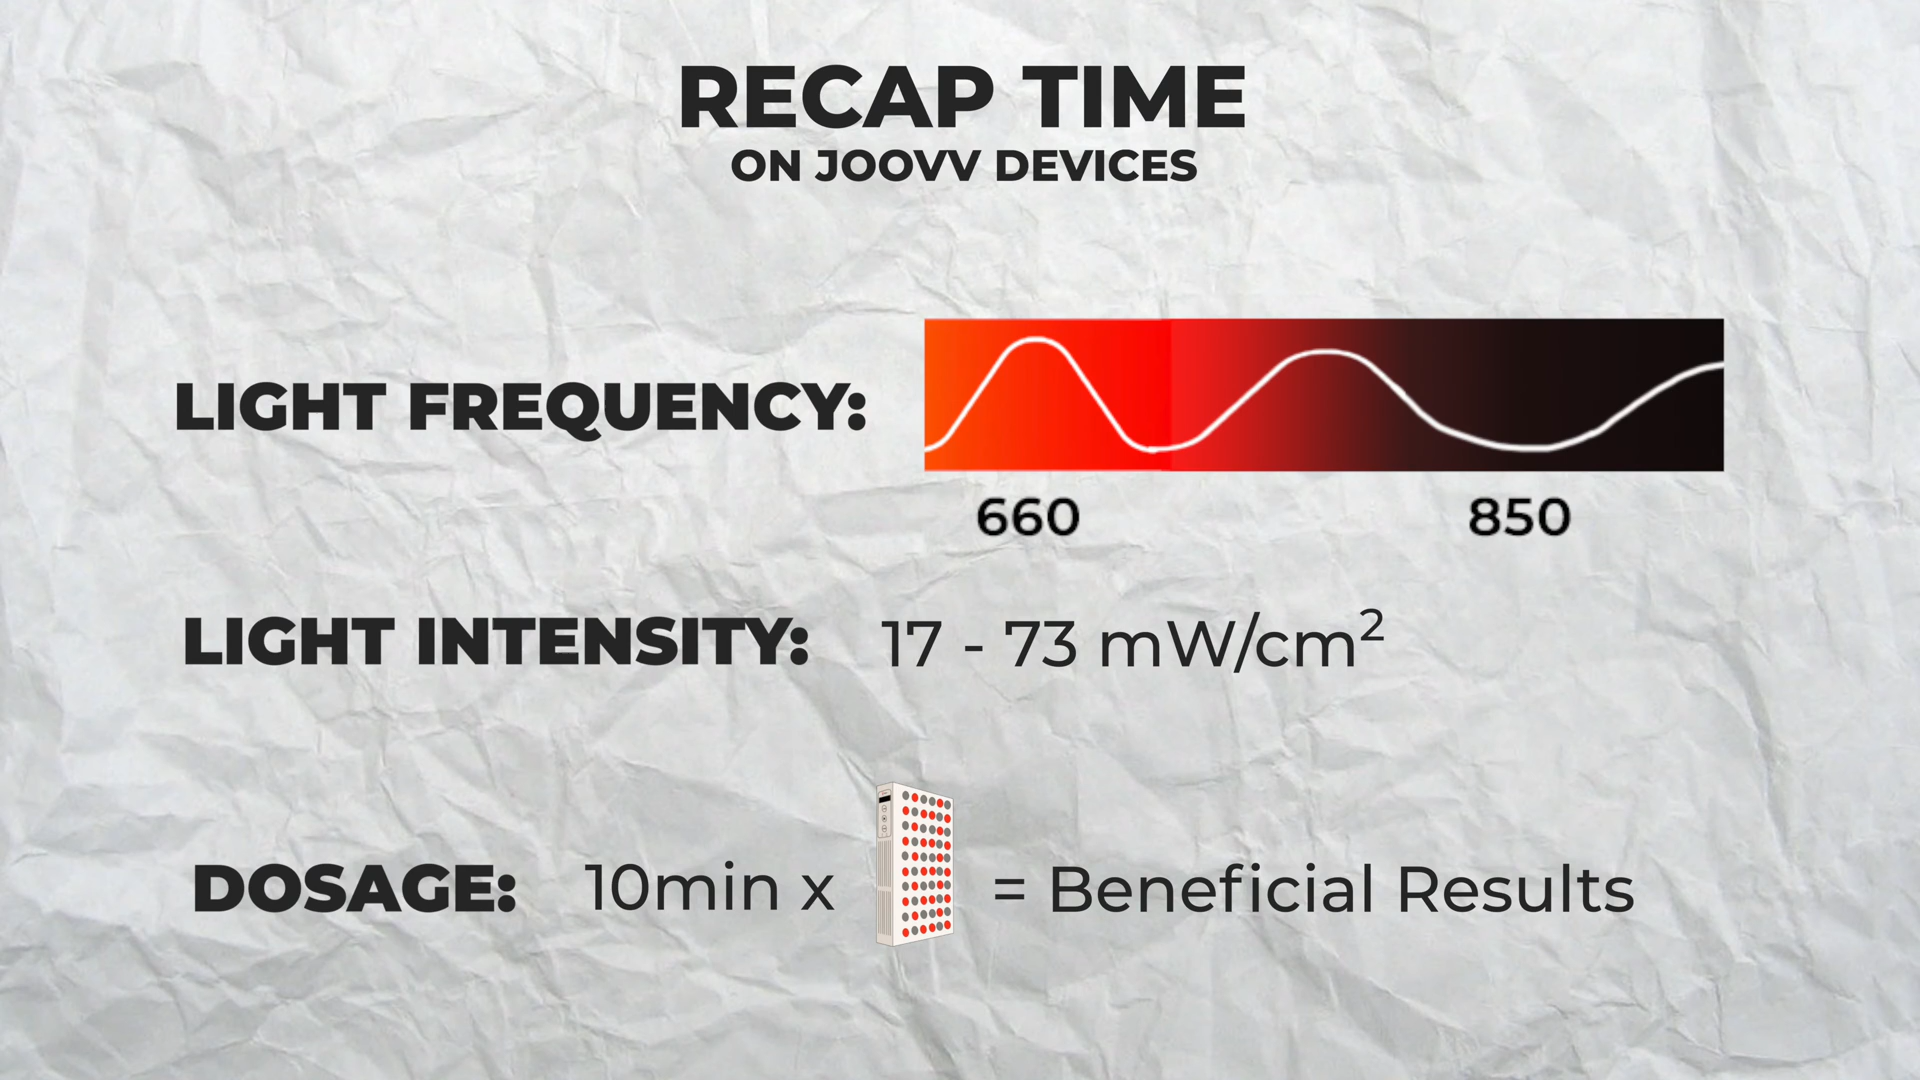 RECAP TIME
ON JOOVV DEVICES
LIGHT FREQUENCY:
660 850
LIGHT INTENSITY: 17 - 73 mW/cm²
DOSAGE: 10min x = Beneficial Results